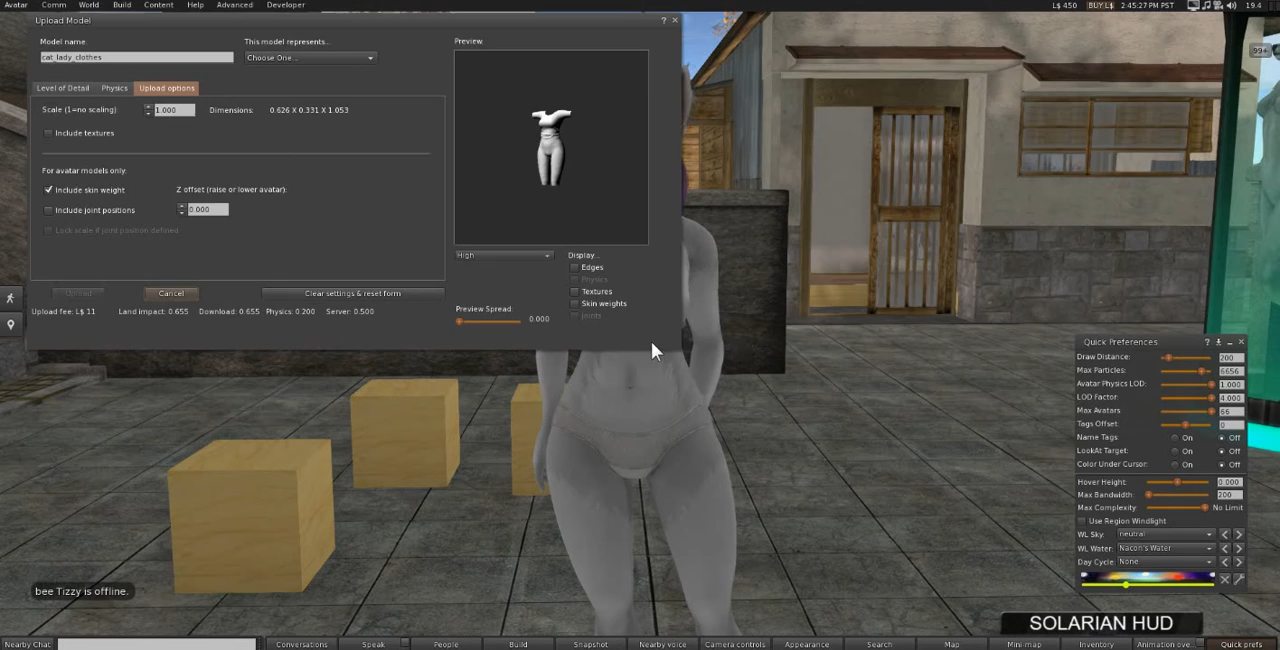 Avatar Comm World Build Content Help Advanced Developer
L$ 450 BUY L$ 2:45:27 PM PST 19.4
Upload Model ?
99+
Model name:
This model represents...
Preview
cat_lady_clothes
Choose One...
Level of Detail Physics Upload options
Scale (1=no scaling): 1.000 Dimensions: 0.626 X 0.331 X 1.053
Include textures
For avatar models only:
Include skin weight Z offset (raise or lower avatar):
Include joint positions 0.000
Lock scale if joint position defined
High
Display...
Edges
Physics
Textures
Skin weights
Joints
Upload Cancel Clear settings & reset form
Upload fee: L$ 11 Land impact: 0.655 Download: 0.655 Physics: 0.200 Server: 0.500
Preview Spread: 0.000
Quick Preferences ?
Draw Distance: 200
Max Particles: 6656
Avatar Physics LOD: 1.000
LOD Factor: 4.000
Max Avatars 66
Tags Offset: 0
Name Tags: On Off
LookAt Target: On Off
Color Under Cursor: On Off
Hover Height: 0.000
Max Bandwidth: 200
Max Complexity: No Limit
Use Region Windlight
WL Sky: neutral
WL Water: Nacon's Water
Day Cycle: None
bee Tizzy is offline.
SOLARIAN HUD
Nearby Chat Conversations Speak People Build Snapshot Nearby voice Camera controls Appearance Search Map Mini-map Inventory Animation ove... Quick prefs